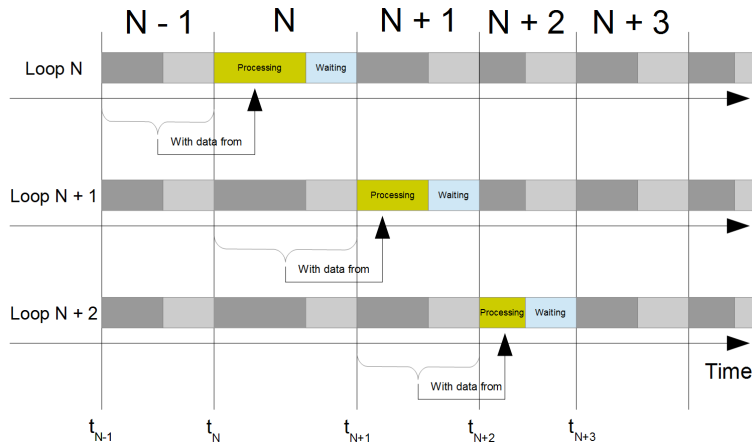 N - 1 N N + 1 N + 2 N + 3
Loop N Processing Waiting
With data from
Loop N + 1 Processing Waiting
With data from
Loop N + 2 Processing Waiting
Time
With data from
tN-1 tN tN+1 tN+2 tN+3